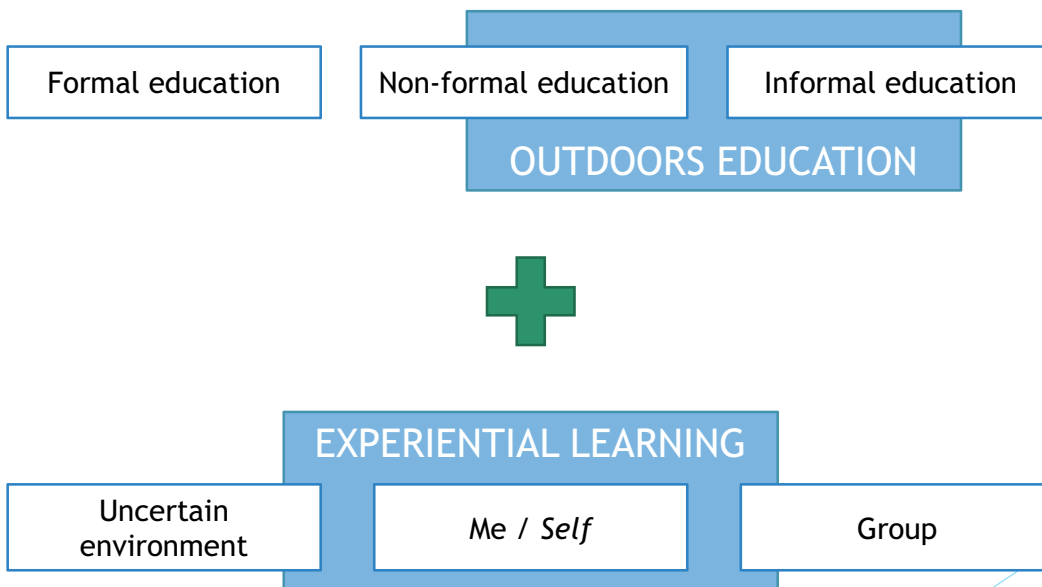 Formal education
Non-formal education
Informal education
OUTDOORS EDUCATION
EXPERIENTIAL LEARNING
Uncertain
environment
Me / Self
Group